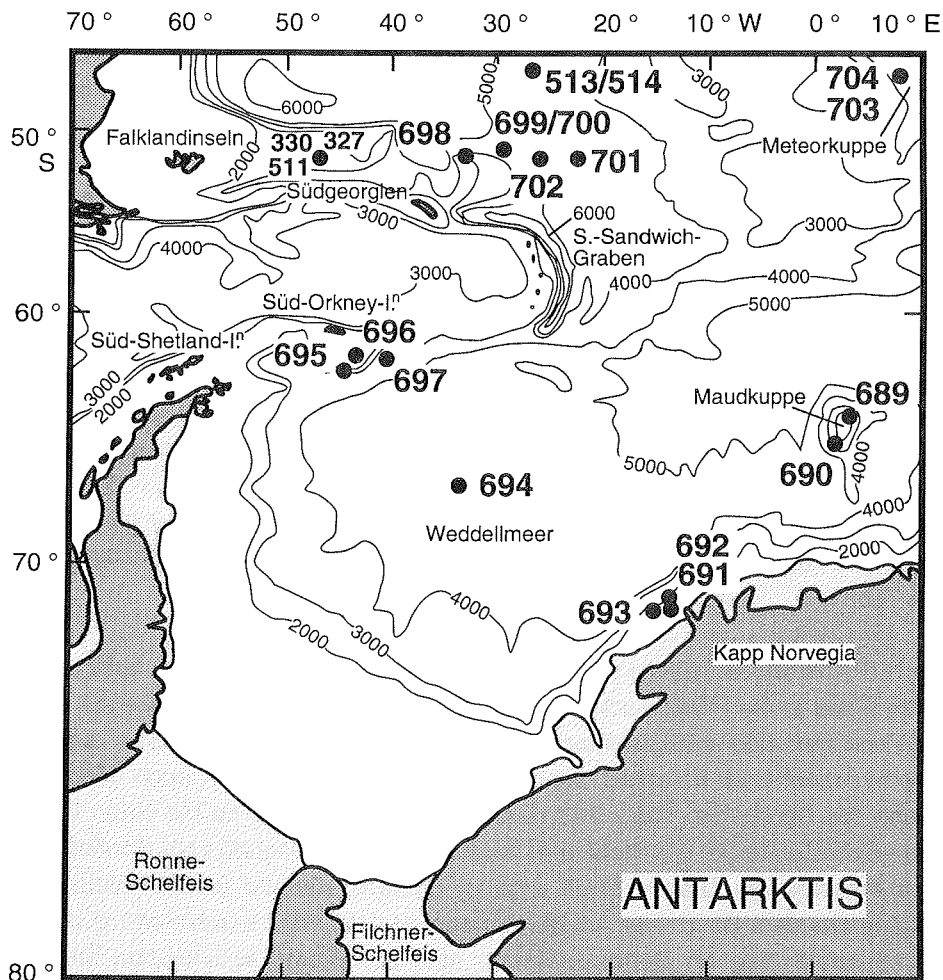 70 ° 60 ° 50 ° 40 ° 30 ° 20 ° 10 ° W 0 ° 10 ° E
50 °
S
60 °
70 °
80 °
6000
5000
513/514
3000
704
703
Falklandinseln
330 327
511
698
699/700
701
702
Meteorkuppe
2000
Südgeorgien
3000
6000
S.-Sandwich-
Graben
3000
4000
3000
4000
4000
5000
Süd-Orkney-I.n
Süd-Shetland-I.n
696
695
697
3000
2000
Maudkuppe
689
690
4000
5000
694
Weddellmeer
4000
2000
692
691
693
4000
3000
2000
Kapp Norvegia
Ronne-
Schelfeis
Filchner-
Schelfeis
ANTARKTIS